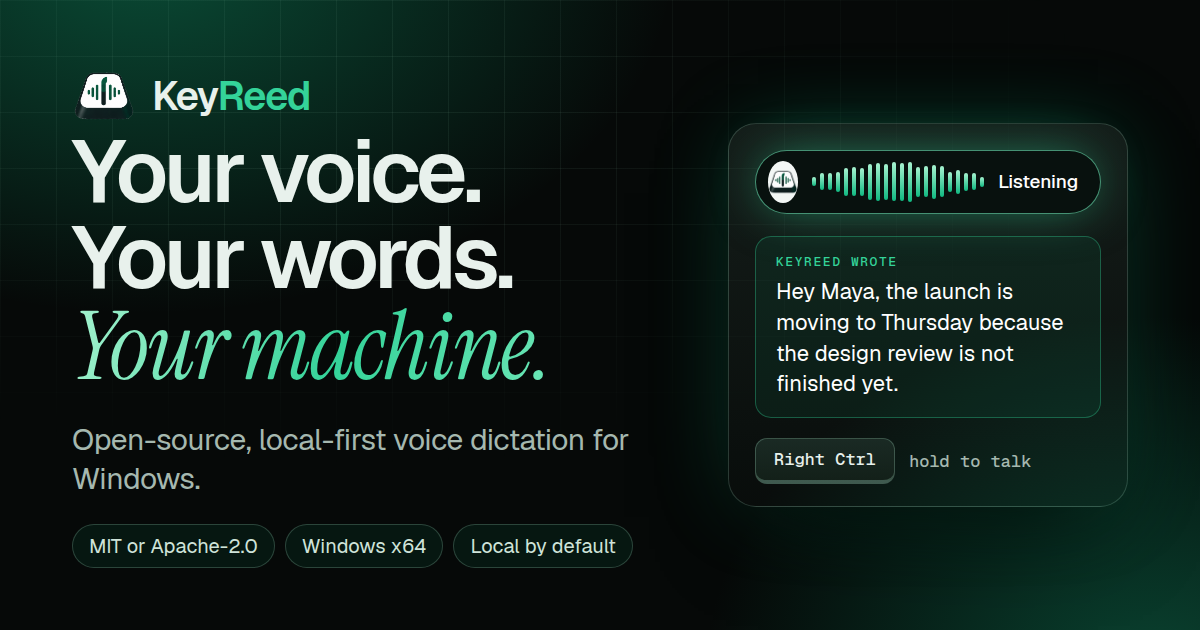 KeyReed
Your voice.
Your words.
Your machine.
Open-source, local-first voice dictation for
Windows.
MIT or Apache-2.0
Windows x64
Local by default
Listening
KEYREED WROTE
Hey Maya, the launch is
moving to Thursday because
the design review is not
finished yet.
Right Ctrl
hold to talk